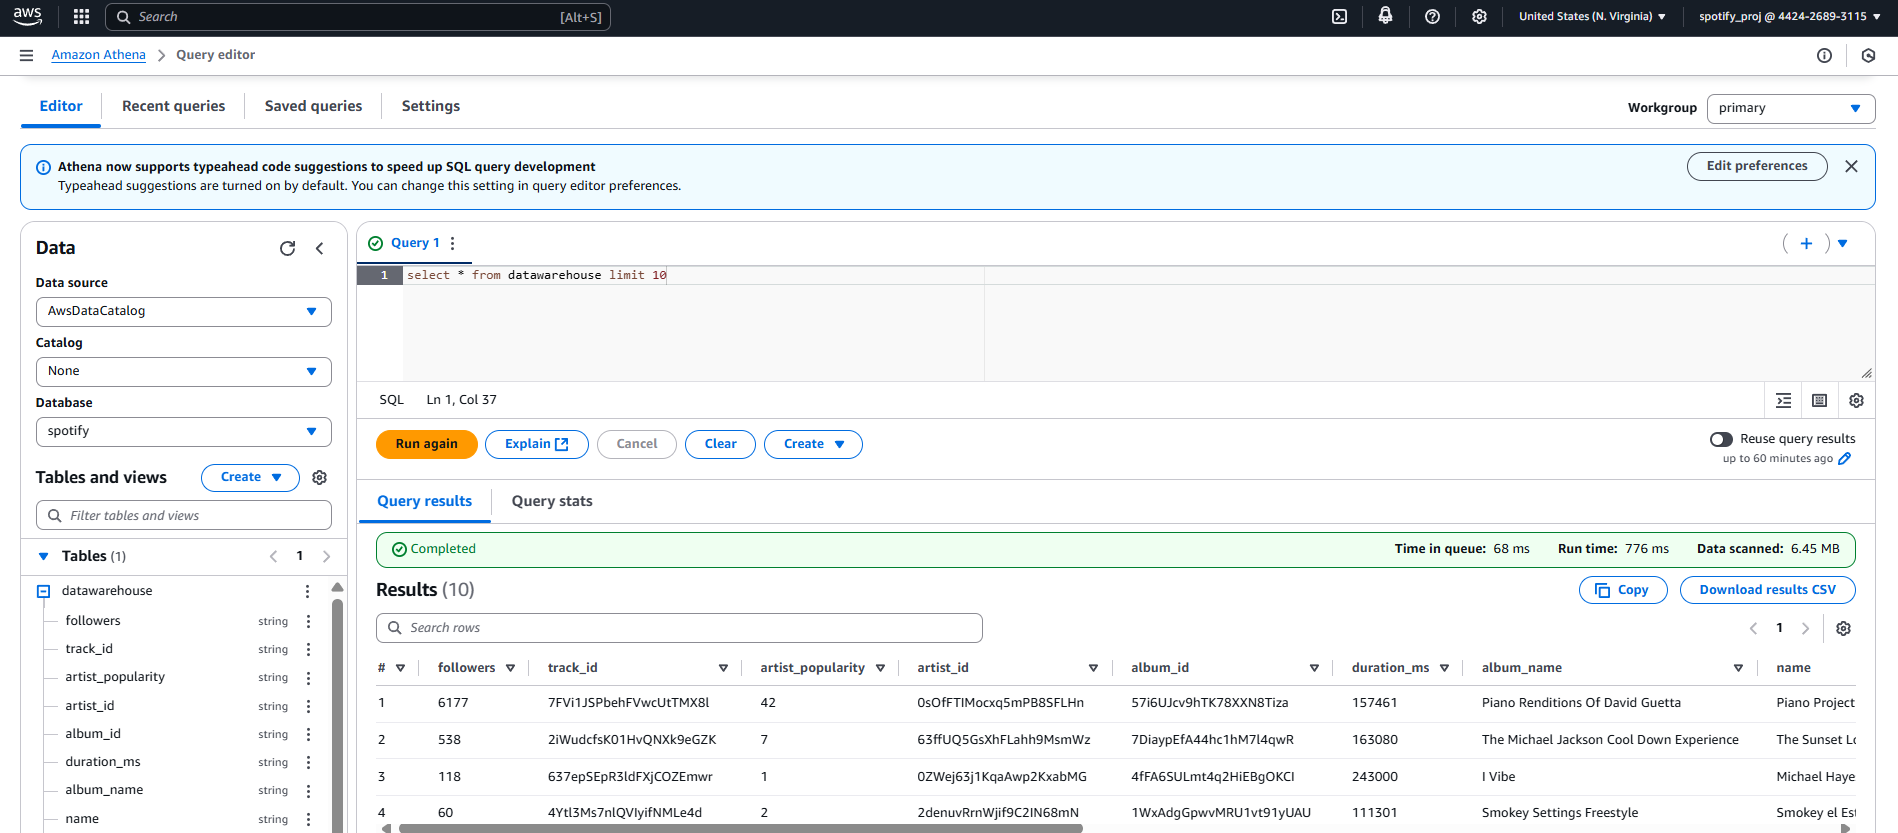 aws Search [Alt+S] United States (N. Virginia) spotify_proj @ 4424-2689-3115
Amazon Athena > Query editor
Editor Recent queries Saved queries Settings Workgroup primary
Athena now supports typeahead code suggestions to speed up SQL query development
Typeahead suggestions are turned on by default. You can change this setting in query editor preferences.
Edit preferences
Data
Data source
AwsDataCatalog
Catalog
None
Database
spotify
Tables and views Create
Filter tables and views
Tables (1) 1
datawarehouse
followers string
track_id string
artist_popularity string
artist_id string
album_id string
duration_ms string
album_name string
name string
Query 1
1 select * from datawarehouse limit 10
SQL Ln 1, Col 37
Run again Explain Cancel Clear Create
Reuse query results
up to 60 minutes ago
Query results Query stats
Completed Time in queue: 68 ms Run time: 776 ms Data scanned: 6.45 MB
Results (10) Copy Download results CSV
Search rows 1
# followers track_id artist_popularity artist_id album_id duration_ms album_name name
1 6177 7FVi1JSPbehFVwcUtTMX8l 42 0sOfFTIMocxq5mPB8SFLHn 57i6UJcv9hTK78XXN8Tiza 157461 Piano Renditions Of David Guetta Piano Project
2 538 2iWudcfsK01HvQNXk9eGZK 7 63ffUQ5GsXhFLahh9MsmWz 7DiaypEfA44hc1hM7l4qwR 163080 The Michael Jackson Cool Down Experience The Sunset Lo
3 118 637epSEpR3ldFXjCOZEmwr 1 0ZWej63j1KqaAwp2KxabMG 4fFA6SULmt4q2HiEBgOKCI 243000 I Vibe Michael Haye
4 60 4Ytl3Ms7nlQVIyifNMLe4d 2 2denuvRrnWjif9C2IN68mN 1WxAdgGpwvMRU1vt91yUAU 111301 Smokey Settings Freestyle Smokey el Est